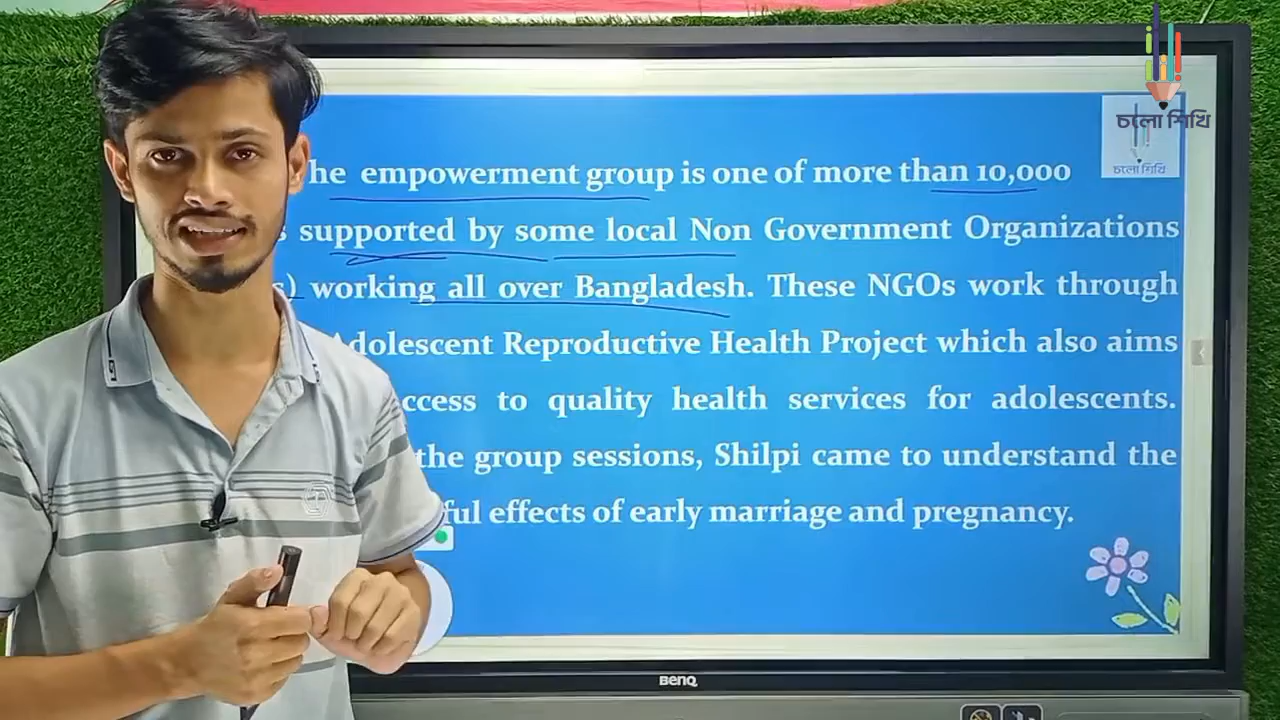 চলো শিখি
চলো শিখি
he empowerment group is one of more than 10,000
s supported by some local Non Government Organizations
s) working all over Bangladesh. These NGOs work through
Adolescent Reproductive Health Project which also aims
ccess to quality health services for adolescents.
the group sessions, Shilpi came to understand the
ful effects of early marriage and pregnancy.
BenQ